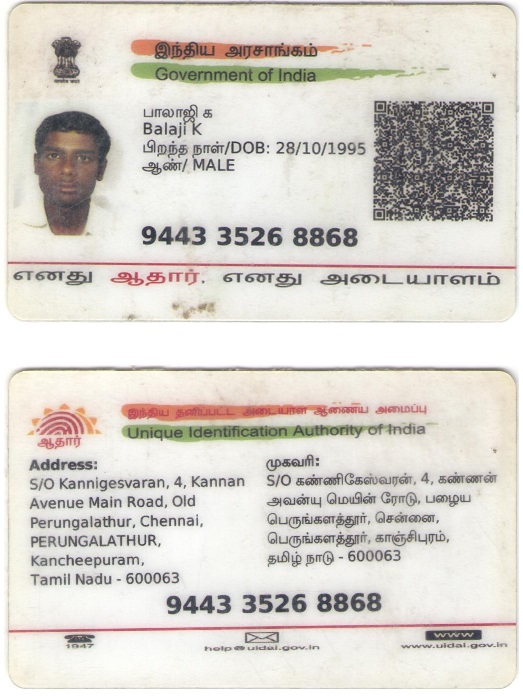 இந்திய அரசாங்கம்
Government of India
பாலாஜி க
Balaji K
பிறந்த நாள்/DOB: 28/10/1995
ஆண்/ MALE
9443 3526 8868
எனது ஆதார். எனது அடையாளம்
இந்திய தனிப்பட்ட அடையாள ஆணைய அமைப்பு
Unique Identification Authority of India
ஆதார்
Address:
S/O Kannigesvaran, 4, Kannan
Avenue Main Road, Old
Perungalathur, Chennai,
PERUNGALATHUR,
Kancheepuram,
Tamil Nadu - 600063
முகவரி:
S/O கண்ணிகேஸ்வரன், 4, கண்ணன்
அவன்யு மெயின் ரோடு, பழைய
பெருங்களத்தூர், சென்னை,
பெருங்களத்தூர், காஞ்சிபுரம்,
தமிழ் நாடு - 600063
9443 3526 8868
1947
help@uidai.gov.in
www
www.uidai.gov.in